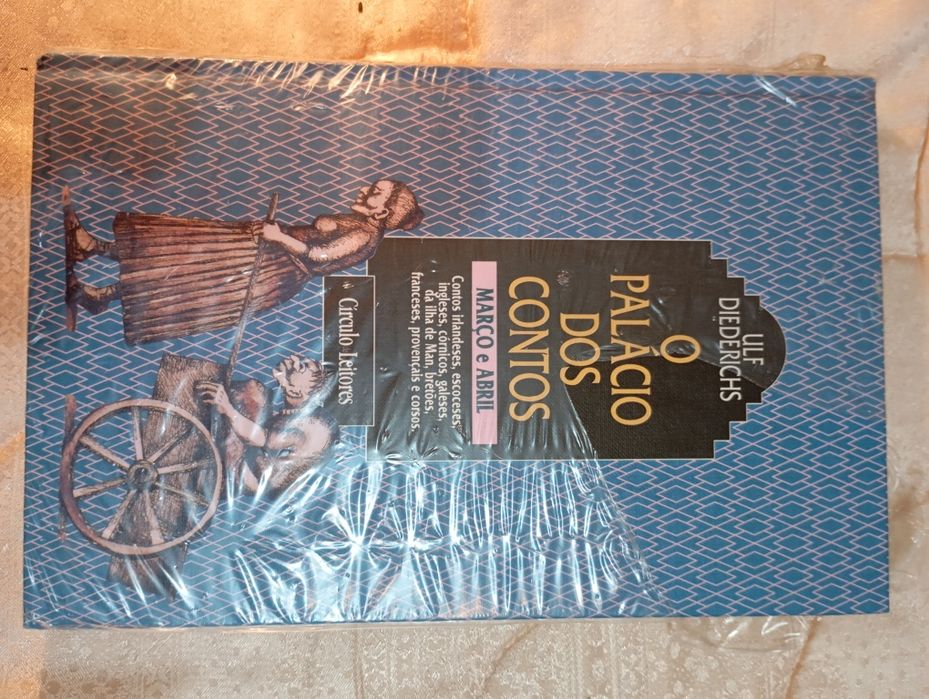 ULF
DIEDERICHS
O
PALÁCIO
DOS
CONTOS
MARÇO e ABRIL
Contos irlandeses, escoceses,
ingleses, córnicos, galeses,
da ilha de Man, bretões,
franceses, provençais e corsos.
Círculo Leitores